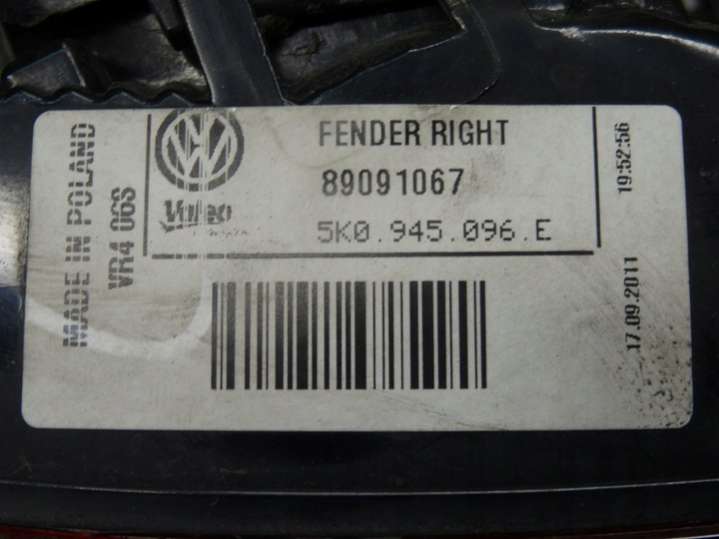 MADE IN POLAND
VR4 06S
Valeo
FENDER RIGHT
89091067
5K0.945.096.E
19:52:56
17.09.2011